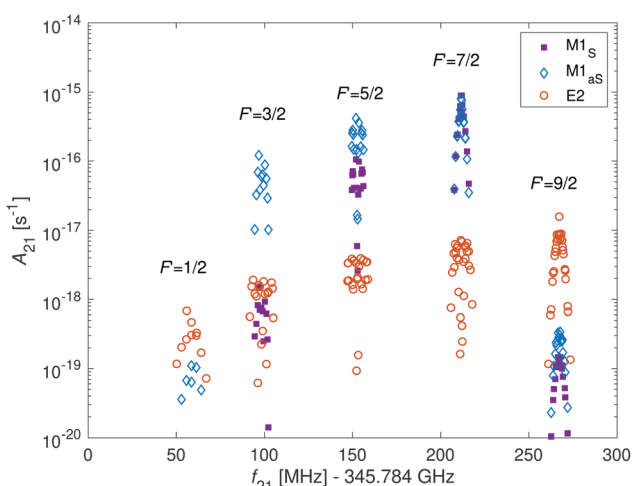 10⁻¹⁴
10⁻¹⁵
10⁻¹⁶
10⁻¹⁷
10⁻¹⁸
10⁻¹⁹
10⁻²⁰
A₂₁ [s⁻¹]
F=1/2
F=3/2
F=5/2
F=7/2
F=9/2
M1_S
M1_aS
E2
0 50 100 150 200 250 300
f₂₁ [MHz] - 345.784 GHz